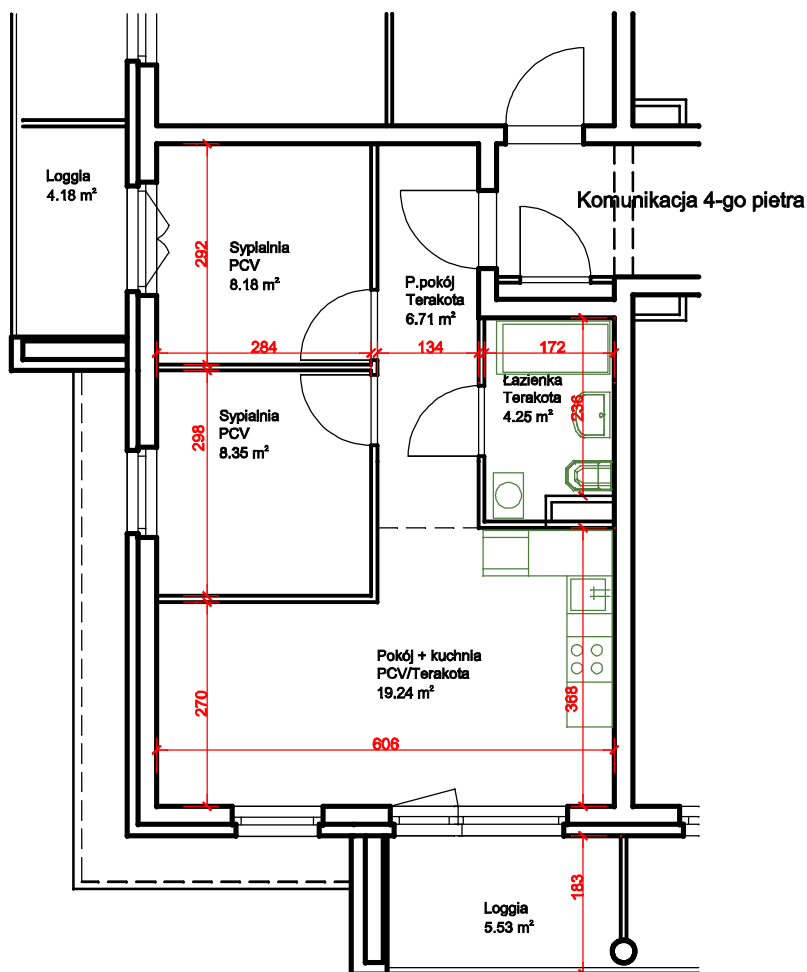 Loggia
4.18 m²
Komunikacja 4-go pietra
292
Sypialnia
PCV
8.18 m²
P.pokój
Terakota
6.71 m²
284
134
172
Łazienka
Terakota
4.25 m²
236
Sypialnia
PCV
8.35 m²
298
Pokój + kuchnia
PCV/Terakota
19.24 m²
270
368
606
183
Loggia
5.53 m²